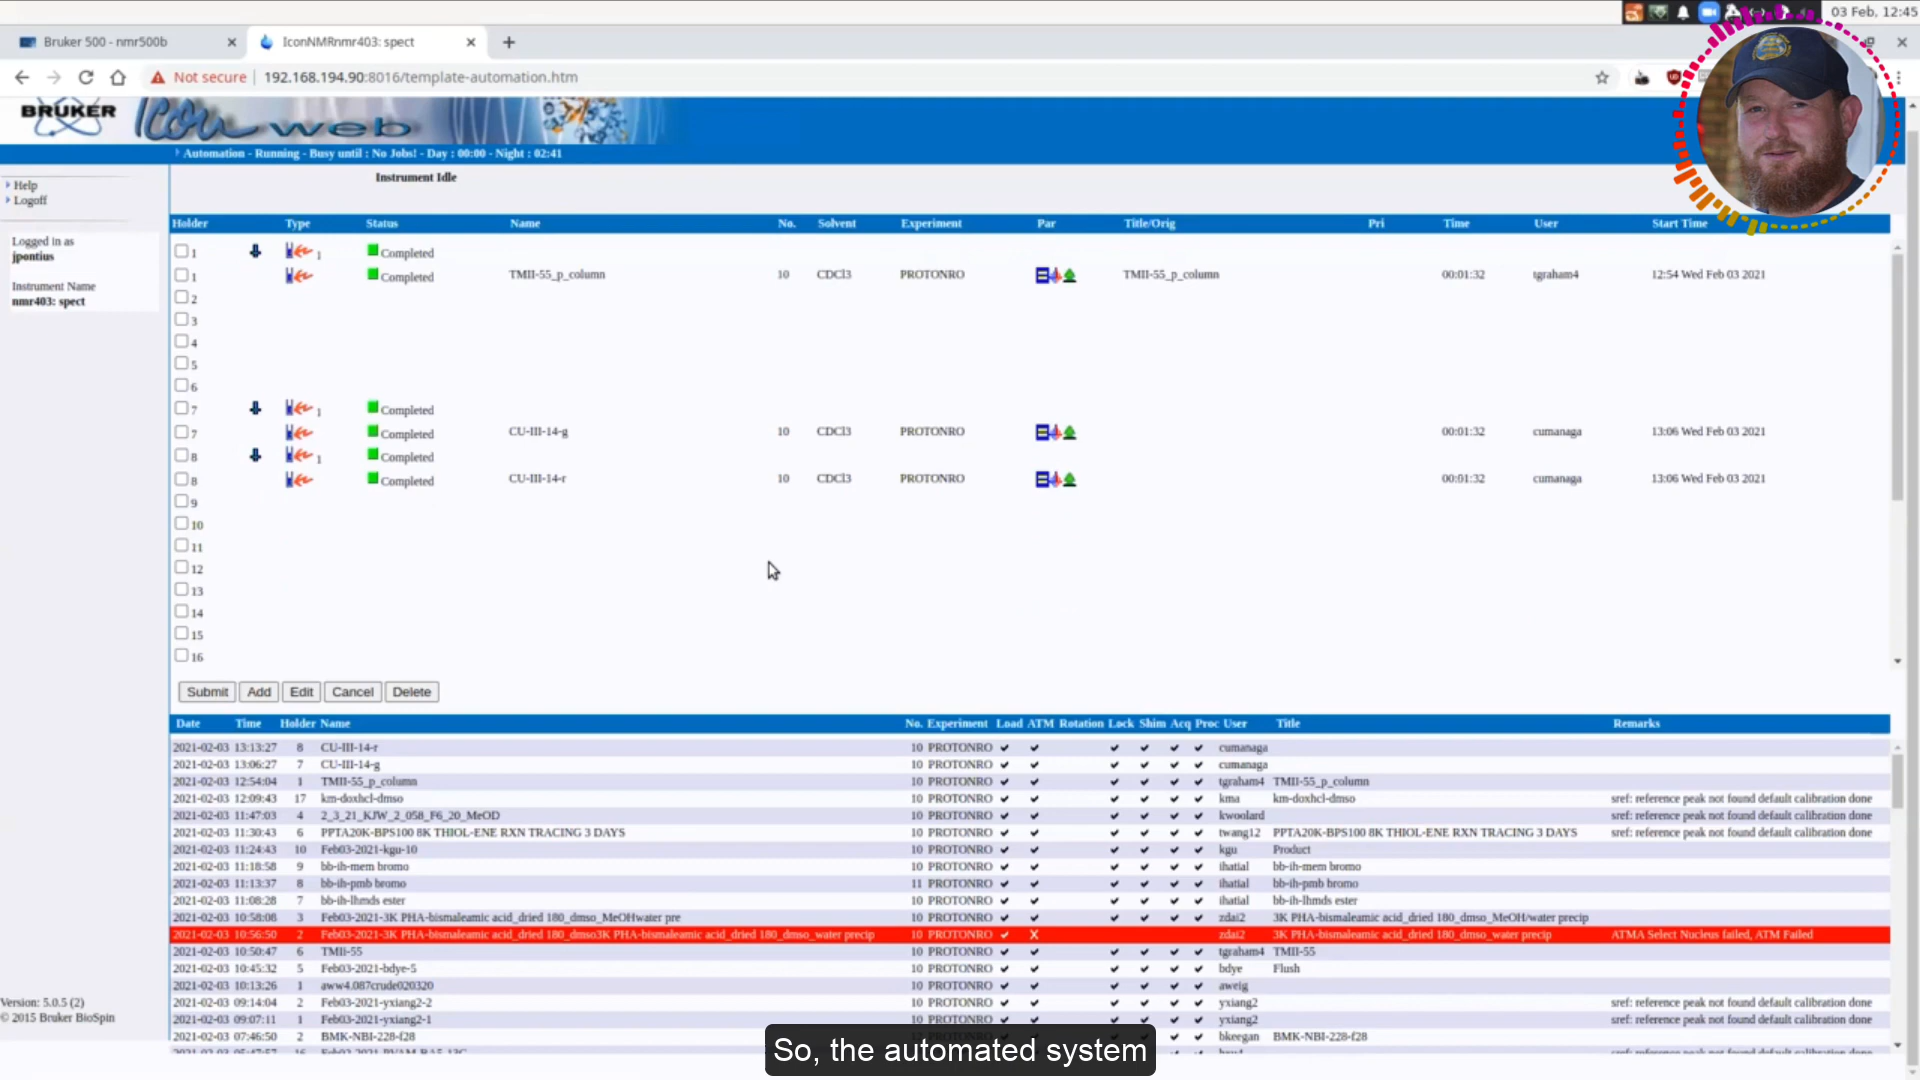 03 Feb, 12:45
Bruker 500 - nmr500b
IconNMRnmr403: spect
Not secure 192.168.194.90:8016/template-automation.htm
BRUKER Icon web
Automation - Running - Busy until : No Jobs! - Day : 00:00 - Night : 02:41
Instrument Idle
Help
Logoff
Logged in as
jpontius
Instrument Name
nmr403: spect
Holder Type Status Name No. Solvent Experiment Par Title/Orig Pri Time User Start Time
1 1 Completed
1 Completed TMII-55_p_column 10 CDCl3 PROTONRO TMII-55_p_column 00:01:32 tgraham4 12:54 Wed Feb 03 2021
2
3
4
5
6
7 1 Completed
7 Completed CU-III-14-g 10 CDCl3 PROTONRO 00:01:32 cumanaga 13:06 Wed Feb 03 2021
8 1 Completed
8 Completed CU-III-14-r 10 CDCl3 PROTONRO 00:01:32 cumanaga 13:06 Wed Feb 03 2021
9
10
11
12
13
14
15
16
Submit Add Edit Cancel Delete
Date Time Holder Name No. Experiment Load ATM Rotation Lock Shim Acq Proc User Title Remarks
2021-02-03 13:13:27 8 CU-III-14-r 10 PROTONRO cumanaga
2021-02-03 13:06:27 7 CU-III-14-g 10 PROTONRO cumanaga
2021-02-03 12:54:04 1 TMII-55_p_column 10 PROTONRO tgraham4 TMII-55_p_column
2021-02-03 12:09:43 17 km-doxhcl-dmso 10 PROTONRO kma km-doxhcl-dmso sref: reference peak not found default calibration done
2021-02-03 11:47:03 4 2_3_21_KJW_2_058_F6_20_MeOD 10 PROTONRO kwoolard sref: reference peak not found default calibration done
2021-02-03 11:30:43 6 PPTA20K-BPS100 8K THIOL-ENE RXN TRACING 3 DAYS 10 PROTONRO twang12 PPTA20K-BPS100 8K THIOL-ENE RXN TRACING 3 DAYS sref: reference peak not found default calibration done
2021-02-03 11:24:43 10 Feb03-2021-kgu-10 10 PROTONRO kgu Product
2021-02-03 11:18:58 9 bb-ih-mem bromo 10 PROTONRO ihatial bb-ih-mem bromo
2021-02-03 11:13:37 8 bb-ih-pmb bromo 11 PROTONRO ihatial bb-ih-pmb bromo
2021-02-03 11:08:28 7 bb-ih-lhmds ester 10 PROTONRO ihatial bb-ih-lhmds ester
2021-02-03 10:58:08 3 Feb03-2021-3K PHA-bismaleamic acid_dried 180_dmso_MeOHwater pre 10 PROTONRO zdai2 3K PHA-bismaleamic acid_dried 180_dmso_MeOH/water precip
2021-02-03 10:56:50 2 Feb03-2021-3K PHA-bismaleamic acid_dried 180_dmso3K PHA-bismaleamic acid_dried 180_dmso_water precip 10 PROTONRO X zdai2 3K PHA-bismaleamic acid_dried 180_dmso_water precip ATMA Select Nucleus failed, ATM Failed
2021-02-03 10:50:47 6 TMIi-55 10 PROTONRO tgraham4 TMII-55
2021-02-03 10:45:32 5 Feb03-2021-bdye-5 10 PROTONRO bdye Flush
2021-02-03 10:13:26 1 aww4.087crude020320 10 PROTONRO aweig
2021-02-03 09:14:04 2 Feb03-2021-yxiang2-2 10 PROTONRO yxiang2 sref: reference peak not found default calibration done
2021-02-03 09:07:11 1 Feb03-2021-yxiang2-1 10 PROTONRO yxiang2 sref: reference peak not found default calibration done
2021-02-03 07:46:50 2 BMK-NBI-228-f28 bkeegan BMK-NBI-228-f28
Version: 5.0.5 (2)
© 2015 Bruker BioSpin
So, the automated system